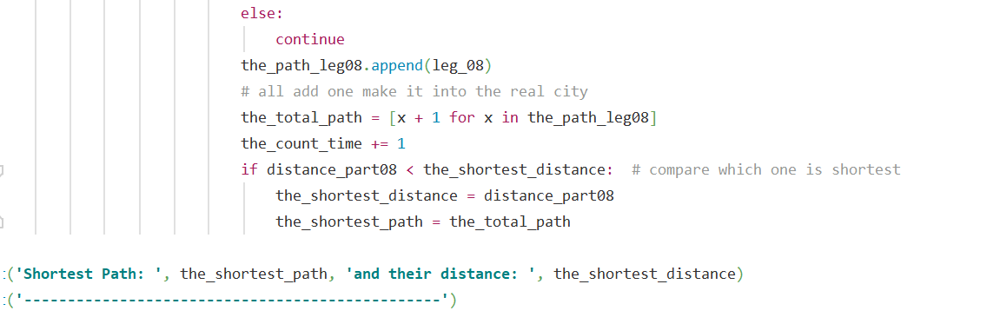 else:
continue
the_path_leg08.append(leg_08)
# all add one make it into the real city
the_total_path = [x + 1 for x in the_path_leg08]
the_count_time += 1
if distance_part08 < the_shortest_distance:  # compare which one is shortest
the_shortest_distance = distance_part08
the_shortest_path = the_total_path
:('Shortest Path: ', the_shortest_path, 'and their distance: ', the_shortest_distance)
:('------------------------------------------------')